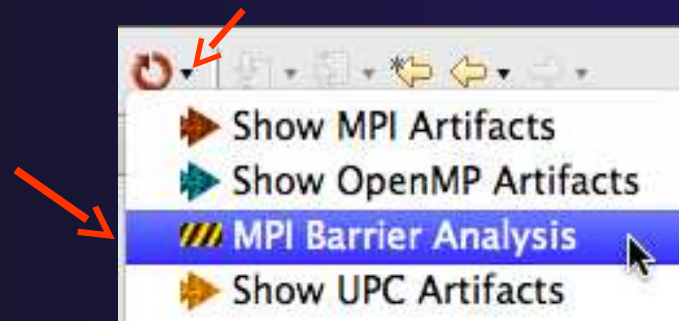 Show MPI Artifacts
Show OpenMP Artifacts
MPI Barrier Analysis
Show UPC Artifacts